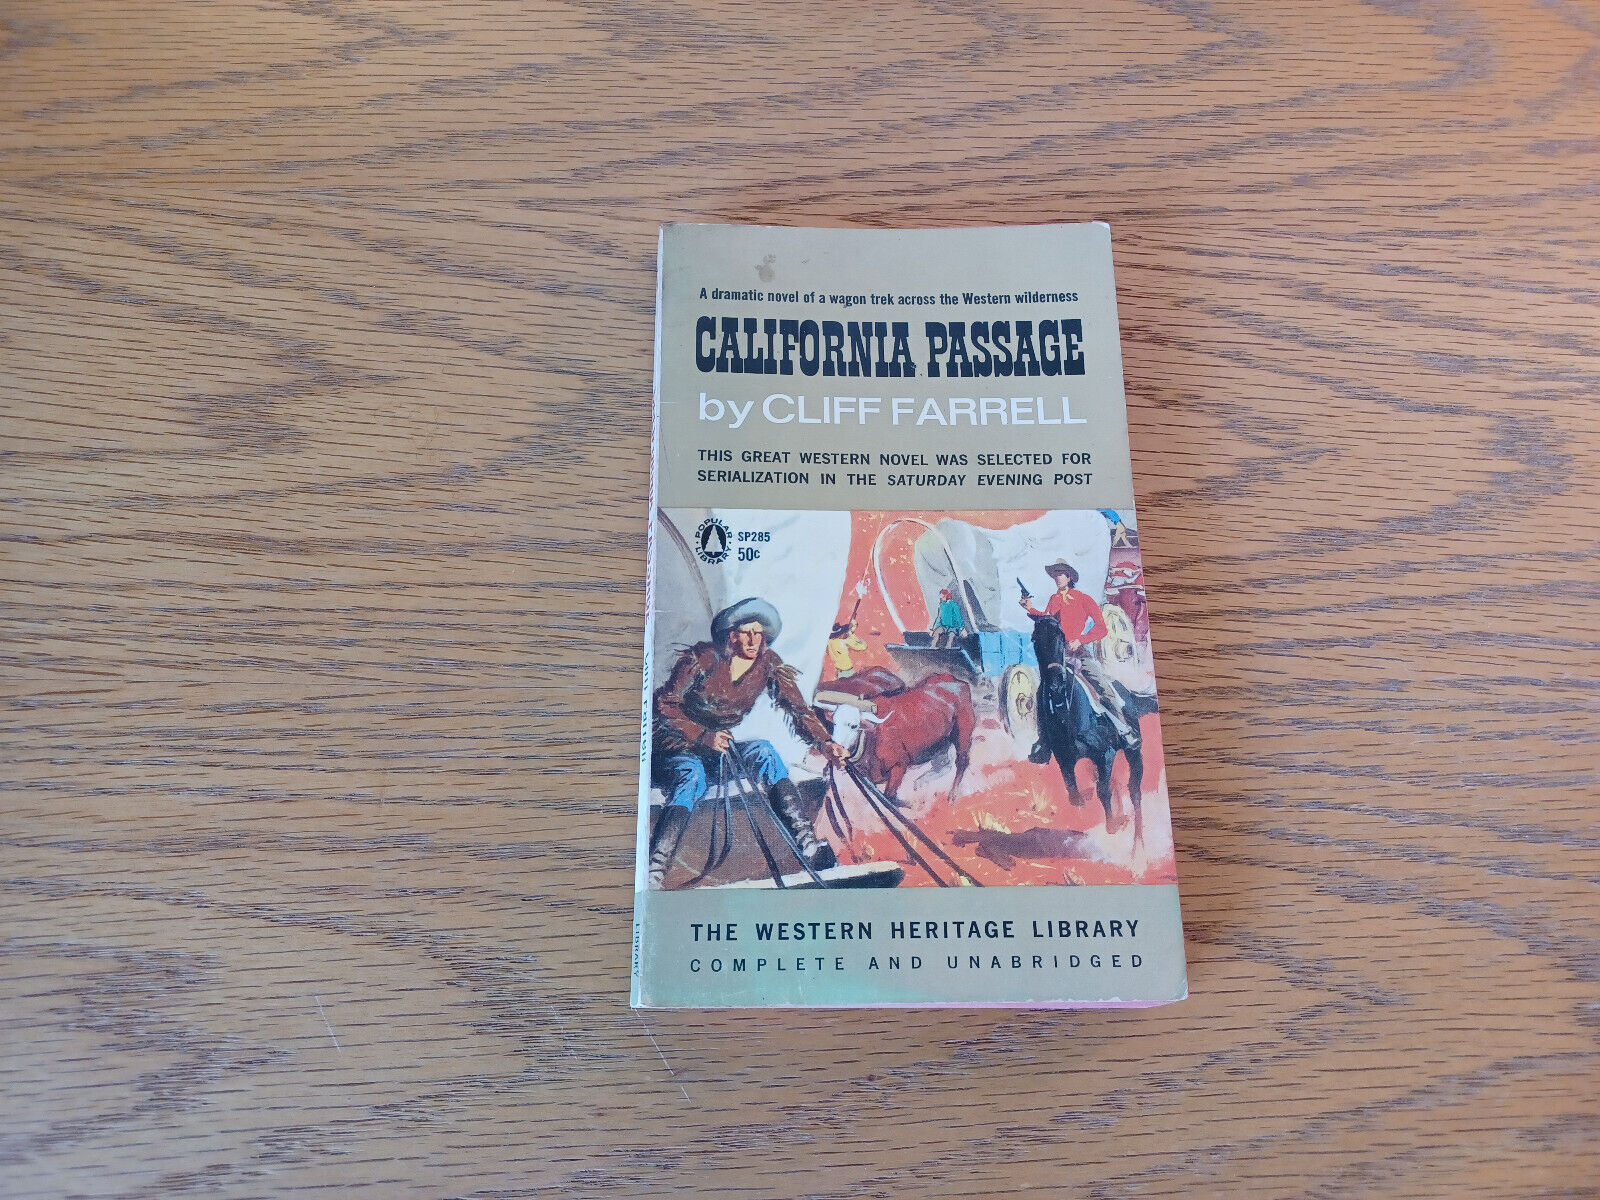 A dramatic novel of a wagon trek across the Western wilderness
CALIFORNIA PASSAGE
by CLIFF FARRELL
THIS GREAT WESTERN NOVEL WAS SELECTED FOR
SERIALIZATION IN THE SATURDAY EVENING POST
POPULAR LIBRARY
SP285
50c
THE WESTERN HERITAGE LIBRARY
COMPLETE AND UNABRIDGED
LIBRARY